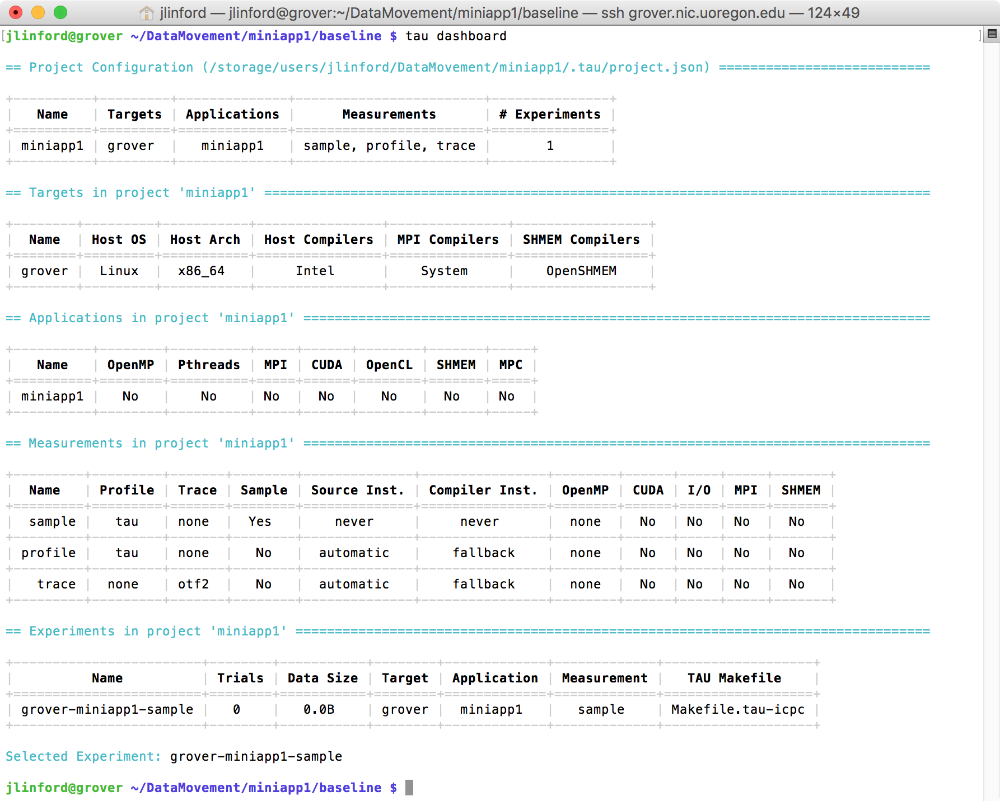 jlinford — jlinford@grover:~/DataMovement/miniapp1/baseline — ssh grover.nic.uoregon.edu — 124×49
[jlinford@grover ~/DataMovement/miniapp1/baseline $ tau dashboard ]
== Project Configuration (/storage/users/jlinford/DataMovement/miniapp1/.tau/project.json) ===========================
+----------+---------+--------------+------------------------+---------------+
|   Name   | Targets | Applications |      Measurements      | # Experiments |
+==========+=========+==============+========================+===============+
| miniapp1 | grover  |   miniapp1   | sample, profile, trace |       1       |
+----------+---------+--------------+------------------------+---------------+
== Targets in project 'miniapp1' =====================================================================================
+--------+---------+-----------+----------------+---------------+-----------------+
|  Name  | Host OS | Host Arch | Host Compilers | MPI Compilers | SHMEM Compilers |
+========+=========+===========+================+===============+=================+
| grover |  Linux  |  x86_64   |     Intel      |    System     |    OpenSHMEM    |
+--------+---------+-----------+----------------+---------------+-----------------+
== Applications in project 'miniapp1' ================================================================================
+----------+--------+----------+-----+------+--------+-------+-----+
|   Name   | OpenMP | Pthreads | MPI | CUDA | OpenCL | SHMEM | MPC |
+==========+========+==========+=====+======+========+=======+=====+
| miniapp1 |   No   |    No    | No  |  No  |   No   |  No   | No  |
+----------+--------+----------+-----+------+--------+-------+-----+
== Measurements in project 'miniapp1' ================================================================================
+---------+---------+-------+--------+--------------+----------------+--------+------+-----+-----+-------+
|  Name   | Profile | Trace | Sample | Source Inst. | Compiler Inst. | OpenMP | CUDA | I/O | MPI | SHMEM |
+=========+=========+=======+========+==============+================+========+======+=====+=====+=======+
|  sample |   tau   | none  |  Yes   |    never     |     never      |  none  |  No  | No  | No  |  No   |
+---------+---------+-------+--------+--------------+----------------+--------+------+-----+-----+-------+
| profile |   tau   | none  |   No   |  automatic   |    fallback    |  none  |  No  | No  | No  |  No   |
+---------+---------+-------+--------+--------------+----------------+--------+------+-----+-----+-------+
|   trace |  none   | otf2  |   No   |  automatic   |    fallback    |  none  |  No  | No  | No  |  No   |
+---------+---------+-------+--------+--------------+----------------+--------+------+-----+-----+-------+
== Experiments in project 'miniapp1' =================================================================================
+------------------------+--------+-----------+--------+-------------+-------------+-------------------+
|          Name          | Trials | Data Size | Target | Application | Measurement |   TAU Makefile    |
+========================+========+===========+========+=============+=============+===================+
| grover-miniapp1-sample |   0    |   0.0B    | grover |  miniapp1   |   sample    | Makefile.tau-icpc |
+------------------------+--------+-----------+--------+-------------+-------------+-------------------+
Selected Experiment: grover-miniapp1-sample
jlinford@grover ~/DataMovement/miniapp1/baseline $